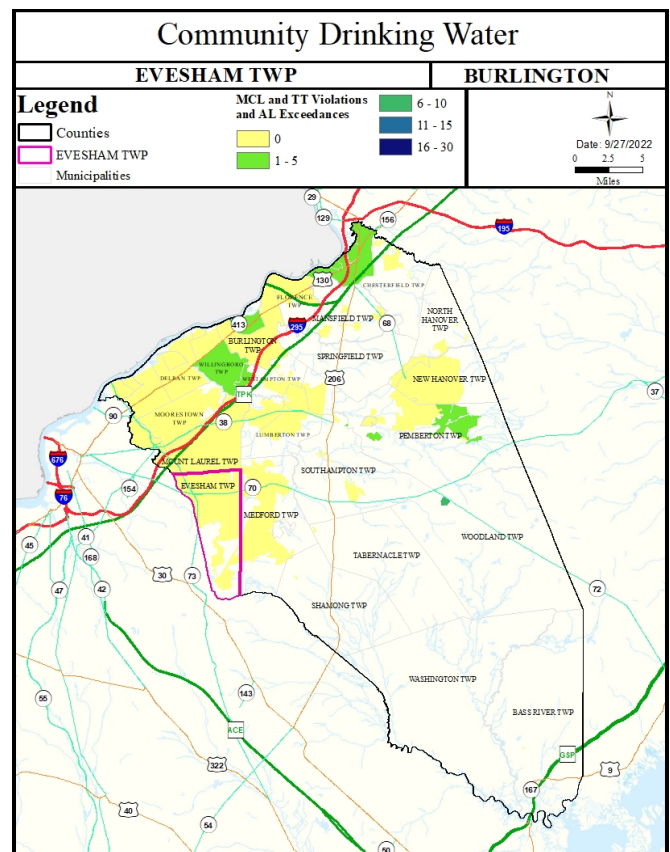 Community Drinking Water
EVESHAM TWP
BURLINGTON
Legend
Counties
EVESHAM TWP
Municipalities
MCL and TT Violations
and AL Exceedances
0
1 - 5
6 - 10
11 - 15
16 - 30
N
Date: 9/27/2022
0 2.5 5
Miles
29
129
156
195
130
CHESTERFIELD TWP
FLORENCE
TWP
NORTH
HANOVER
TWP
MANSFIELD TWP
68
413
295
BURLINGTON
TWP
SPRINGFIELD TWP
WILLINGBORO
TWP
DELRAN TWP
WESTAMPTON TWP
206
NEW HANOVER TWP
37
TPK
90
MOORESTOWN
TWP
38
LUMBERTON TWP
PEMBERTON TWP
676
MOUNT LAUREL TWP
SOUTHAMPTON TWP
76
154
EVESHAM TWP
70
MEDFORD TWP
41
45
168
WOODLAND TWP
TABERNACLE TWP
30
73
47
42
72
SHAMONG TWP
WASHINGTON TWP
143
55
BASS RIVER TWP
ACE
GSP
322
9
167
40
54
50